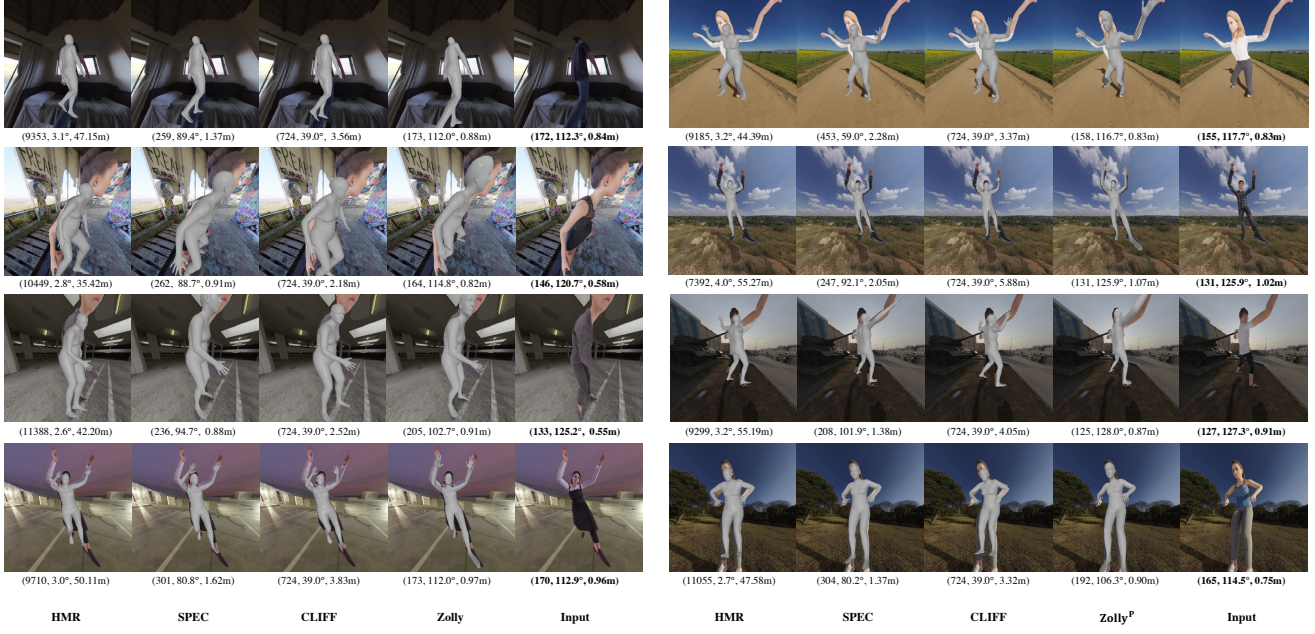 (9353, 3.1°, 47.15m) (259, 89.4°, 1.37m) (724, 39.0°, 3.56m) (173, 112.0°, 0.88m) (172, 112.3°, 0.84m)
(9185, 3.2°, 44.39m) (453, 59.0°, 2.28m) (724, 39.0°, 3.37m) (158, 116.7°, 0.83m) (155, 117.7°, 0.83m)
(10449, 2.8°, 35.42m) (262, 88.7°, 0.91m) (724, 39.0°, 2.18m) (164, 114.8°, 0.82m) (146, 120.7°, 0.58m)
(7392, 4.0°, 55.27m) (247, 92.1°, 2.05m) (724, 39.0°, 5.88m) (131, 125.9°, 1.07m) (131, 125.9°, 1.02m)
(11388, 2.6°, 42.20m) (236, 94.7°, 0.88m) (724, 39.0°, 2.52m) (205, 102.7°, 0.91m) (133, 125.2°, 0.55m)
(9299, 3.2°, 55.19m) (208, 101.9°, 1.38m) (724, 39.0°, 4.05m) (125, 128.0°, 0.87m) (127, 127.3°, 0.91m)
(9710, 3.0°, 50.11m) (301, 80.8°, 1.62m) (724, 39.0°, 3.83m) (173, 112.0°, 0.97m) (170, 112.9°, 0.96m)
(11055, 2.7°, 47.58m) (304, 80.2°, 1.37m) (724, 39.0°, 3.32m) (192, 106.3°, 0.90m) (165, 114.5°, 0.75m)
HMR SPEC CLIFF Zolly Input
HMR SPEC CLIFF Zollyᴾ Input